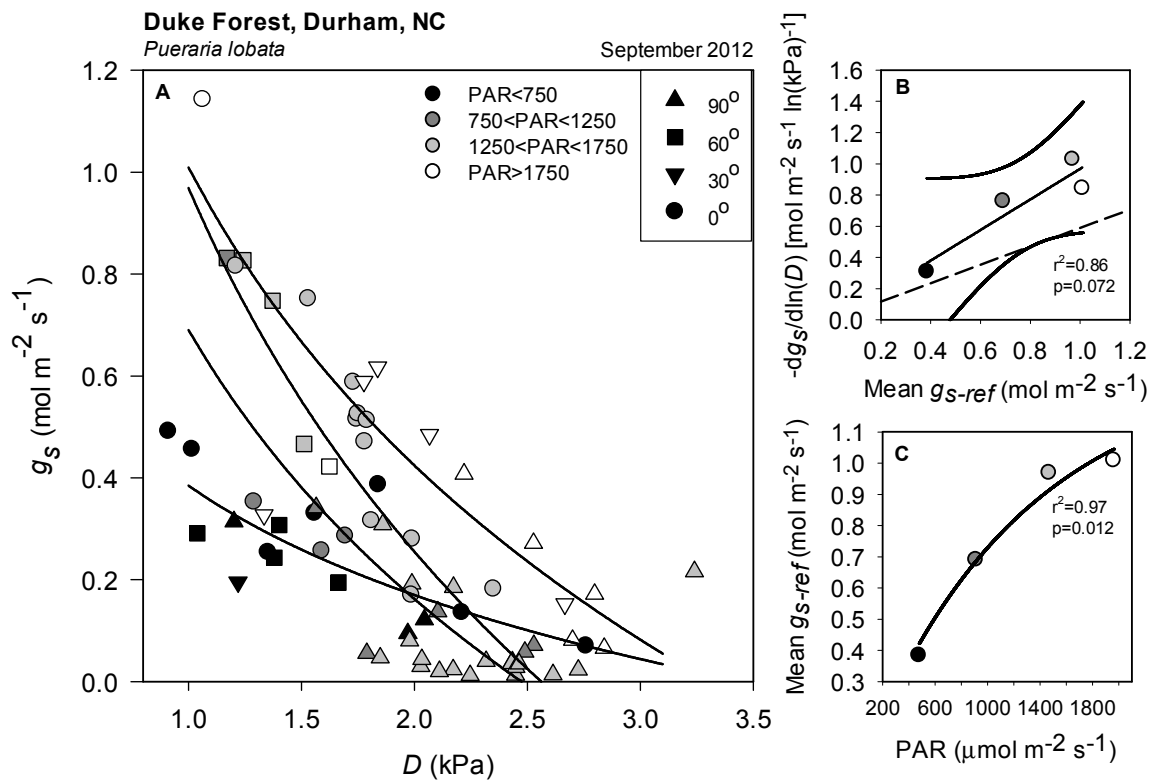 Duke Forest, Durham, NC
Pueraria lobata
September 2012
A
PAR<750
750<PAR<1250
1250<PAR<1750
PAR>1750
90°
60°
30°
0°
1.2
1.0
0.8
0.6
0.4
0.2
0.0
gs (mol m-2 s-1)
1.0 1.5 2.0 2.5 3.0 3.5
D (kPa)
B
1.6
1.4
1.2
1.0
0.8
0.6
0.4
0.2
0.0
-dgs/dln(D) [mol m-2 s-1 ln(kPa)-1]
r2=0.86
p=0.072
0.2 0.4 0.6 0.8 1.0 1.2
Mean gs-ref (mol m-2 s-1)
C
1.1
1.0
0.9
0.8
0.7
0.6
0.5
0.4
0.3
Mean gs-ref (mol m-2 s-1)
r2=0.97
p=0.012
200 600 1000 1400 1800
PAR (μmol m-2 s-1)